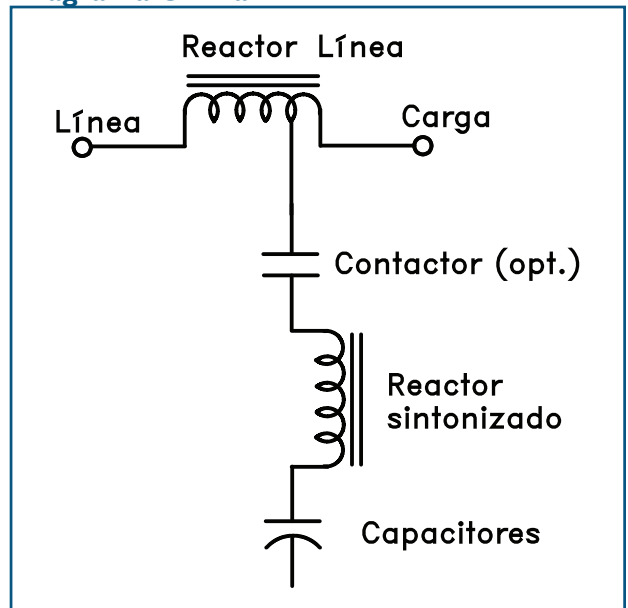 Reactor Línea
Línea
Carga
Contactor (opt.)
Reactor
sintonizado
Capacitores